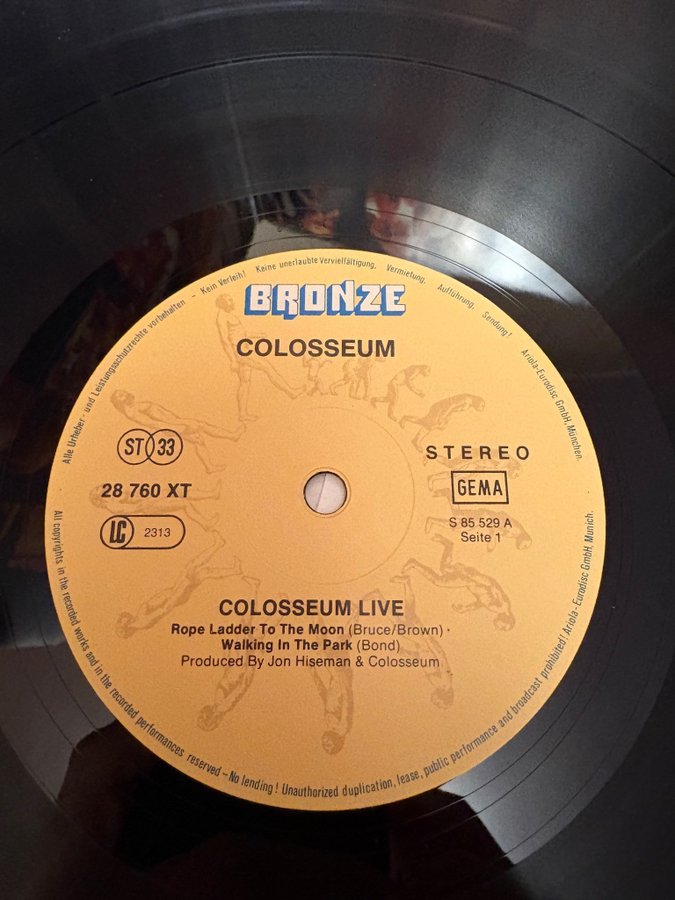 Alle Urheber- und Leistungsschutzrechte vorbehalten – Kein Verleih! Keine unerlaubte Vervielfältigung, Vermietung, Aufführung, Sendung! Ariola-Eurodisc GmbH, München.
BRONZE
COLOSSEUM
ST 33
STEREO
28 760 XT
GEMA
LC 2313
S 85 529 A
Seite 1
COLOSSEUM LIVE
Rope Ladder To The Moon (Bruce/Brown) ·
Walking In The Park (Bond)
Produced By Jon Hiseman & Colosseum
All copyrights in the recorded works and in the recorded performances reserved – No lending! Unauthorized duplication, lease, public performance and broadcast prohibited! Ariola-Eurodisc GmbH, Munich.